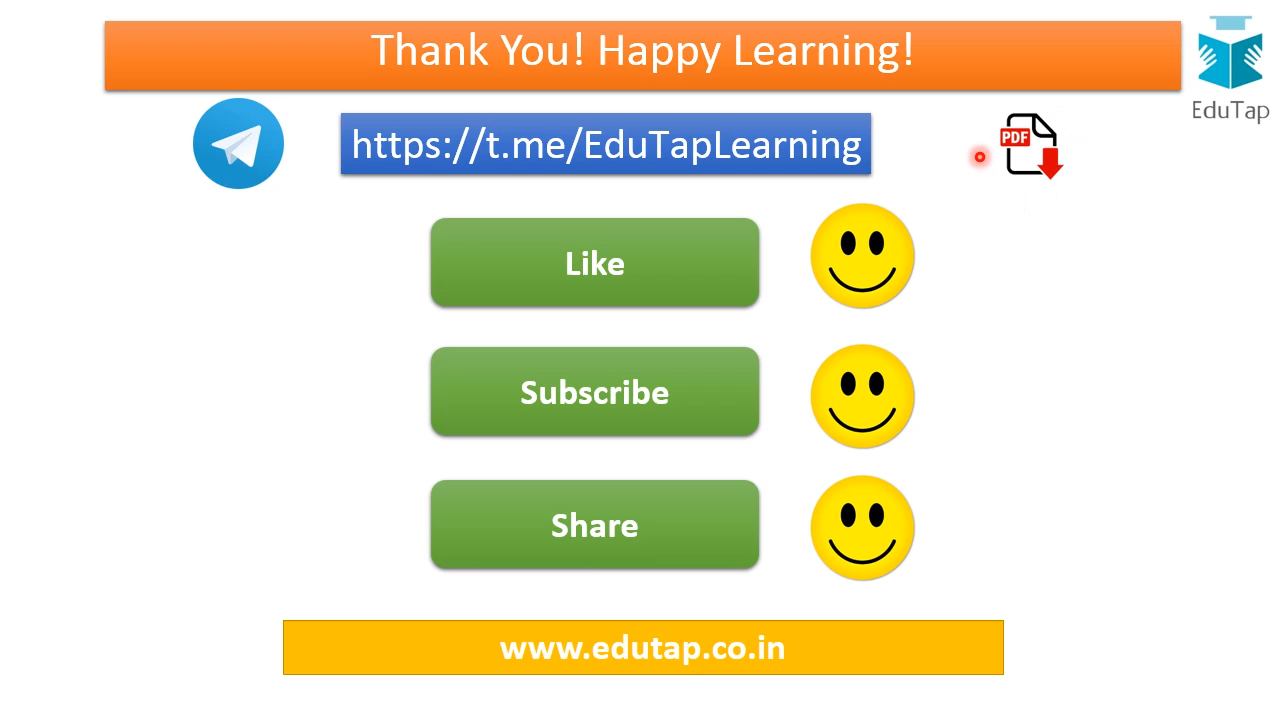 Thank You! Happy Learning!
EduTap
https://t.me/EduTapLearning
PDF
Like
Subscribe
Share
www.edutap.co.in